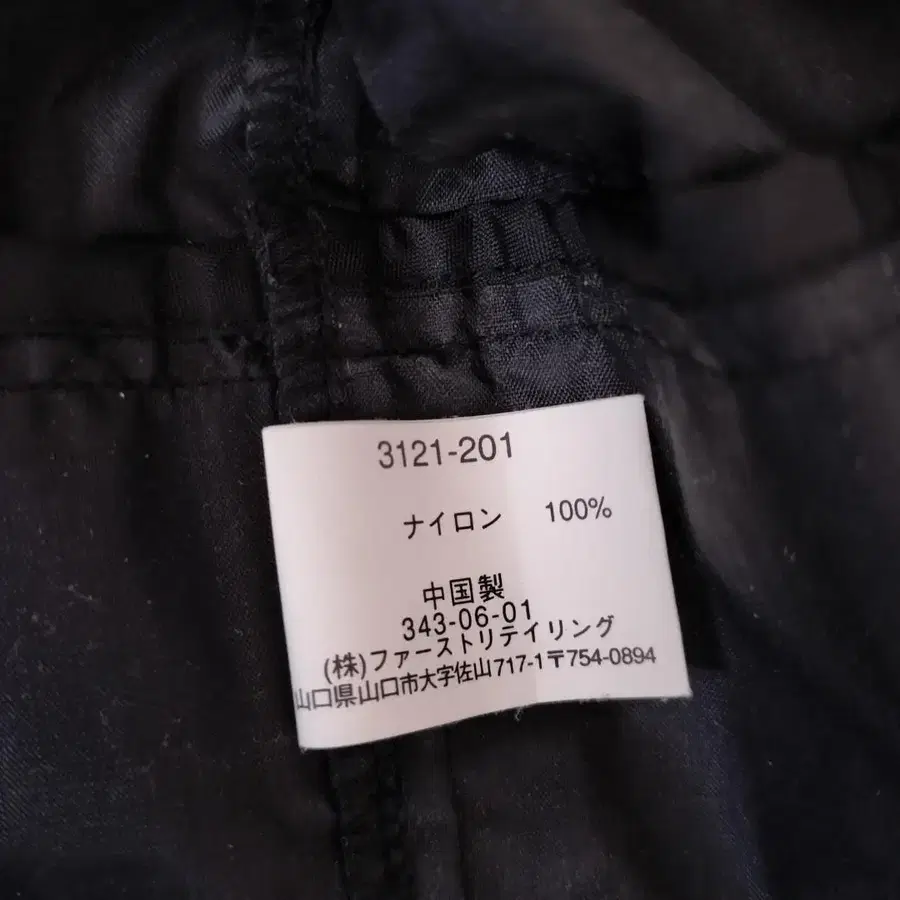 3121-201
ナイロン 100%
中国製
343-06-01
(株)ファーストリテイリング
山口県山口市大字佐山717-1〒754-0894